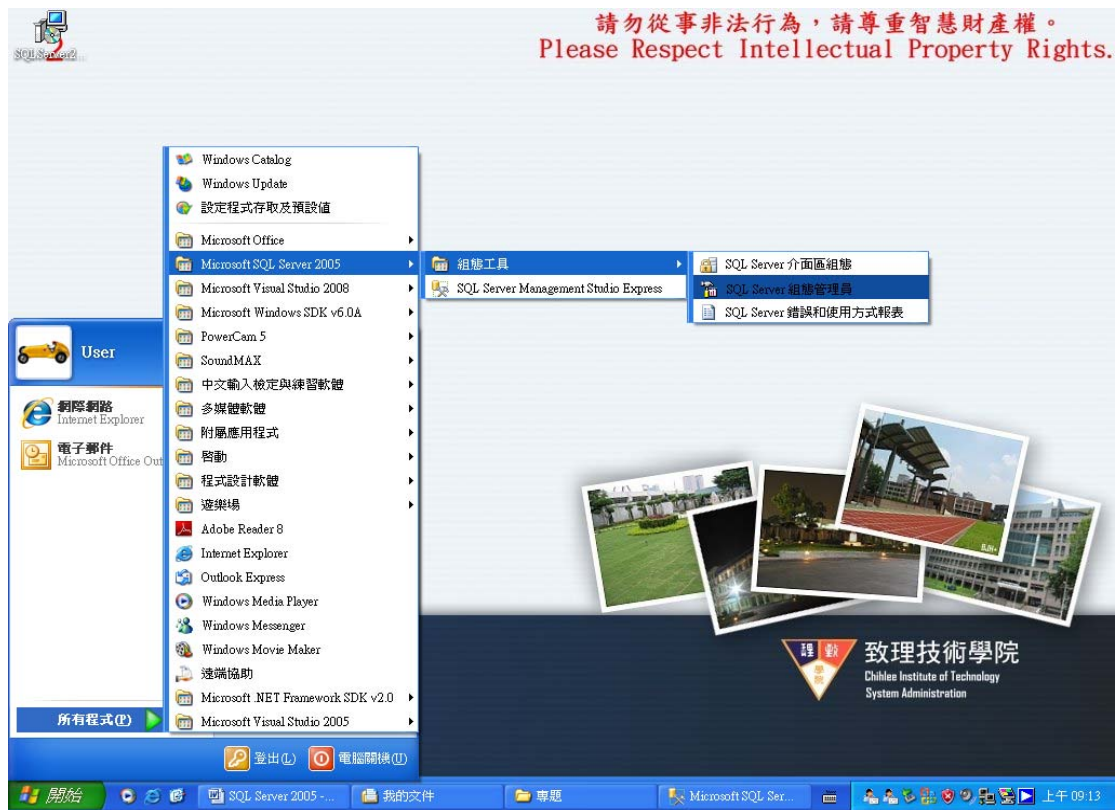 SQLServer2...
請勿從事非法行為，請尊重智慧財產權。
Please Respect Intellectual Property Rights.
Windows Catalog
Windows Update
設定程式存取及預設值
Microsoft Office
Microsoft SQL Server 2005
Microsoft Visual Studio 2008
Microsoft Windows SDK v6.0A
PowerCam 5
SoundMAX
中文輸入檢定與練習軟體
多媒體軟體
附屬應用程式
啓動
程式設計軟體
遊樂場
Adobe Reader 8
Internet Explorer
Outlook Express
Windows Media Player
Windows Messenger
Windows Movie Maker
遠端協助
Microsoft .NET Framework SDK v2.0
Microsoft Visual Studio 2005
組態工具
SQL Server Management Studio Express
SQL Server 介面區組態
SQL Server 組態管理員
SQL Server 錯誤和使用方式報表
User
網際網路
Internet Explorer
電子郵件
Microsoft Office Out
所有程式(P)
登出(L)
電腦關機(U)
致理技術學院
Chihlee Institute of Technology
System Administration
開始
SQL Server 2005 -...
我的文件
專題
Microsoft SQL Ser...
上午 09:13